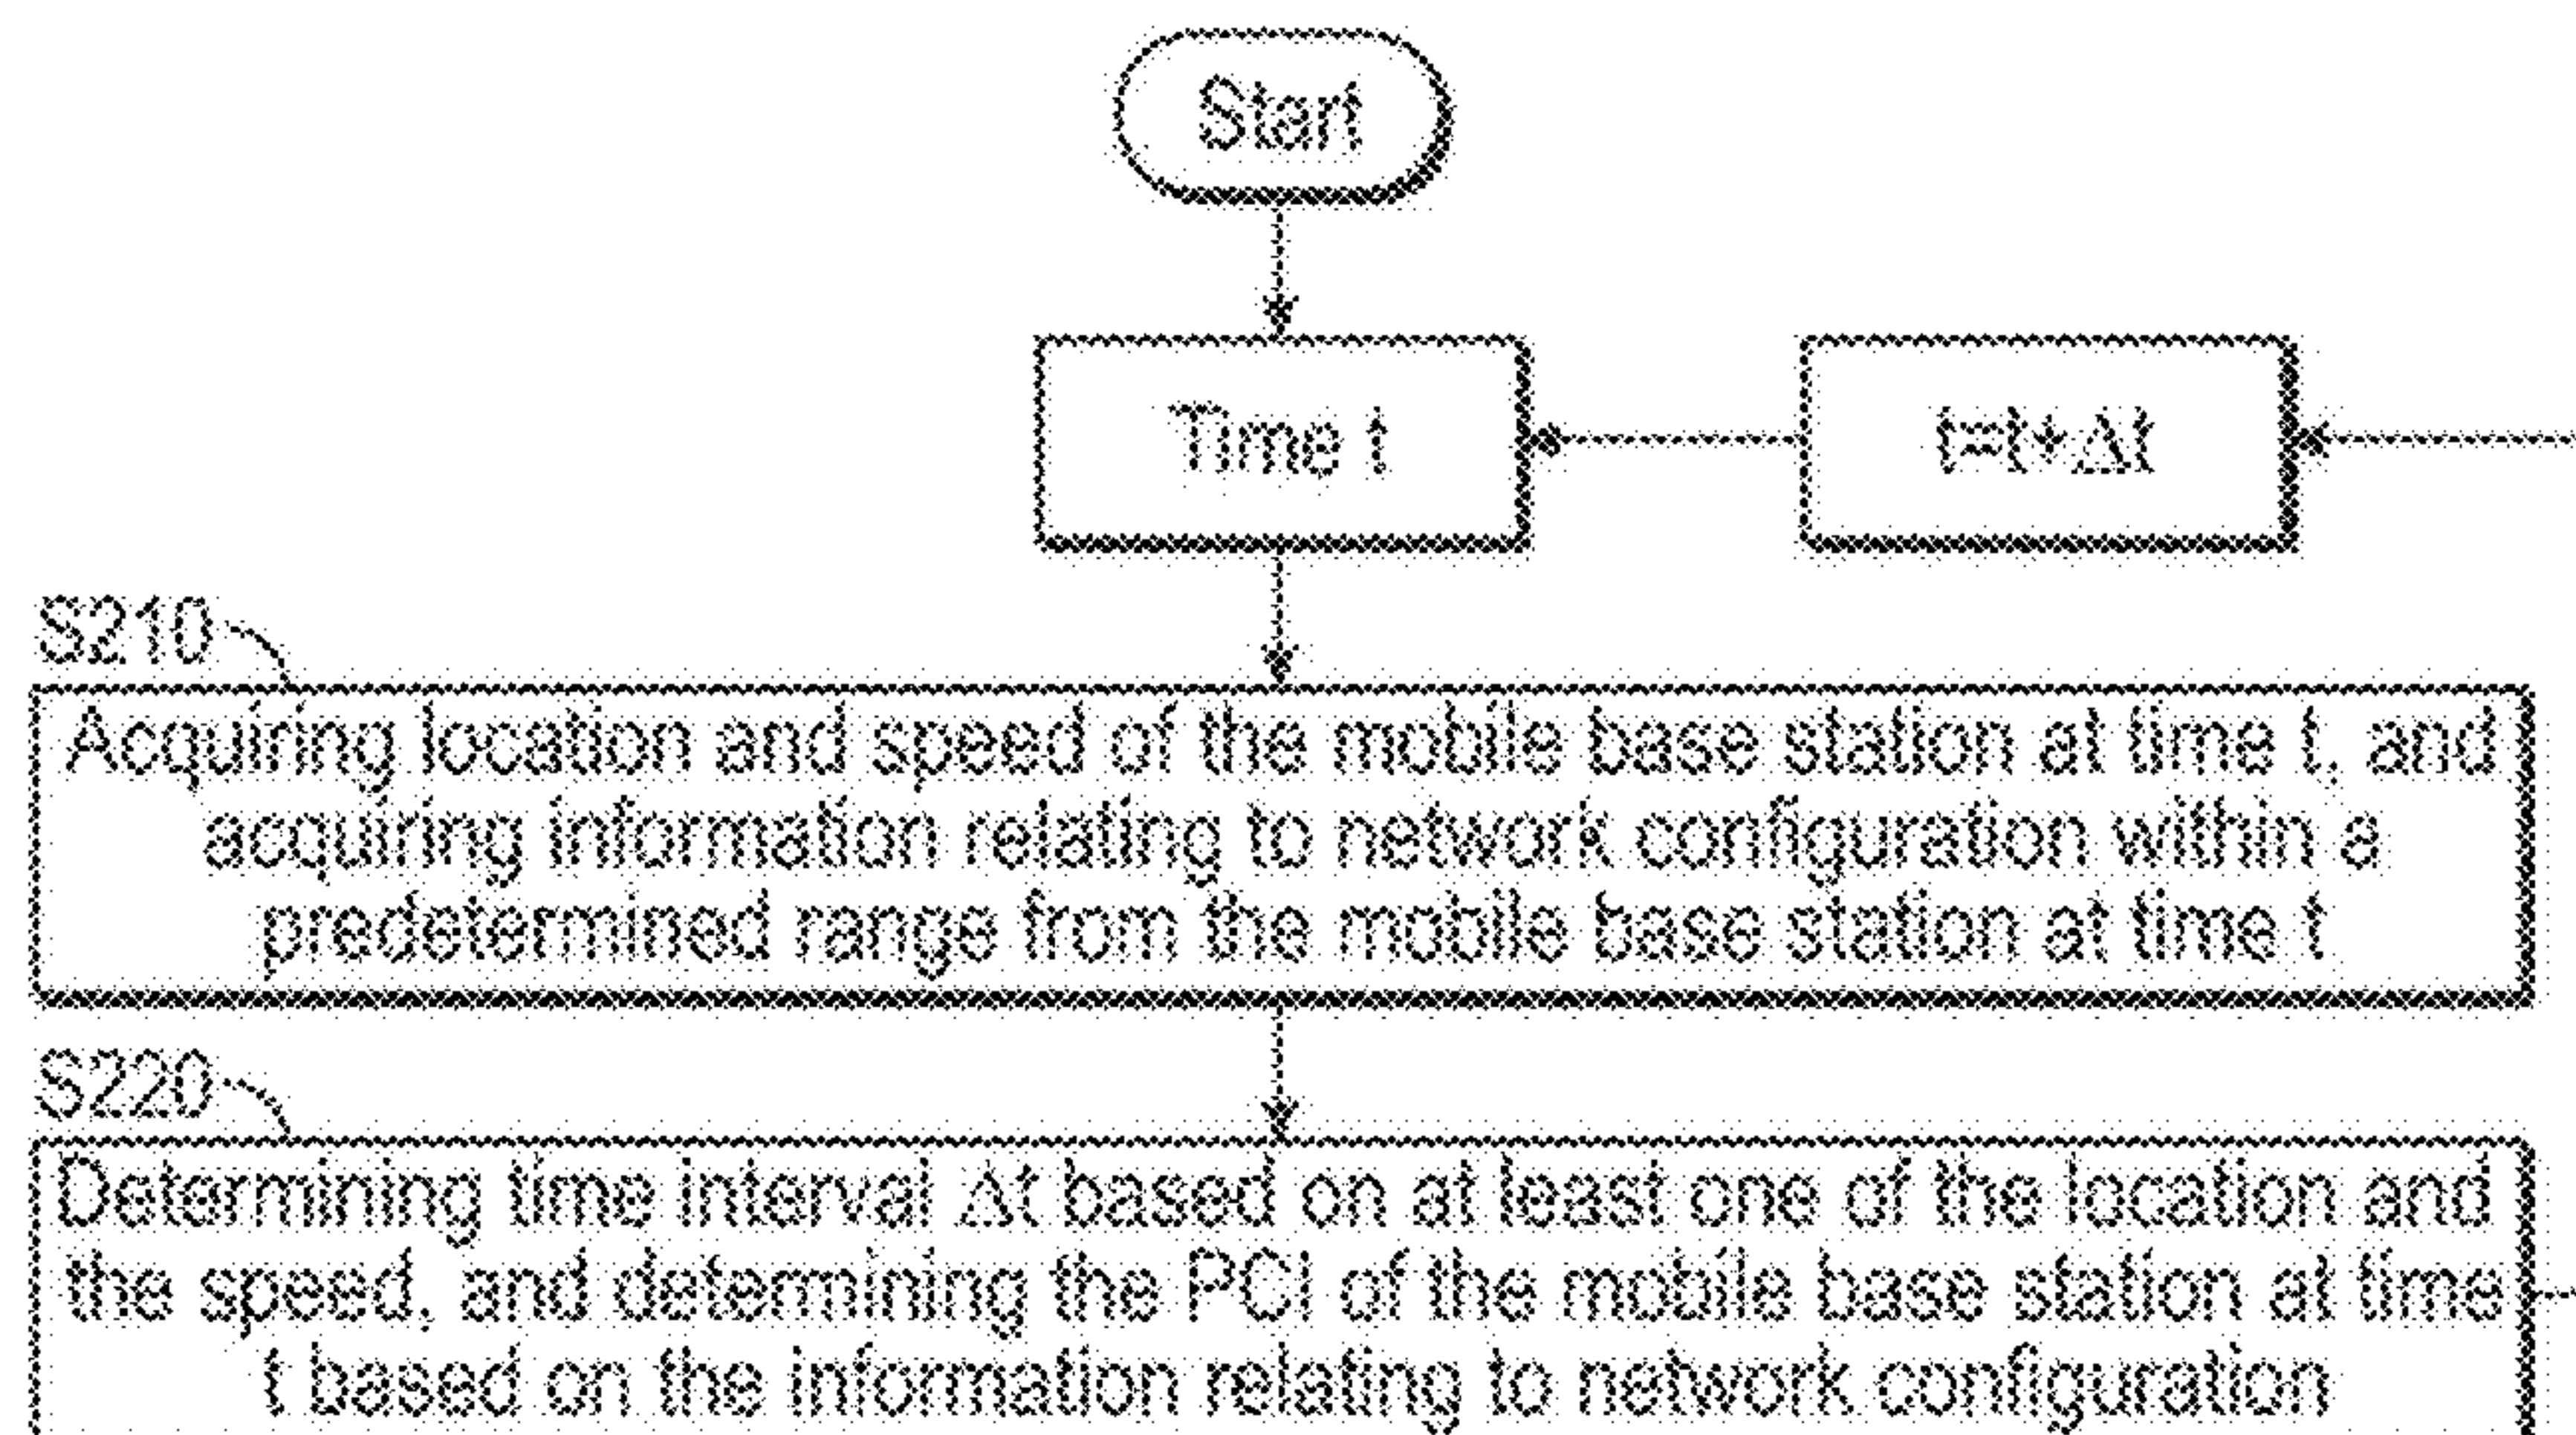 Start
Time t
t=t+Δt
S210
Acquiring location and speed of the mobile base station at time t, and
acquiring information relating to network configuration within a
predetermined range from the mobile base station at time t
S220
Determining time interval Δt based on at least one of the location and
the speed, and determining the PCI of the mobile base station at time
t based on the information relating to network configuration